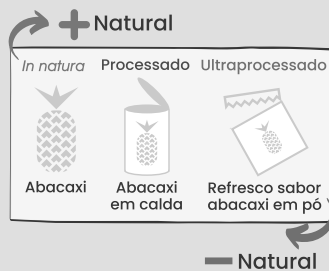 + Natural
In natura
Processado
Ultraprocessado
Abacaxi
Abacaxi
em calda
Refresco sabor
abacaxi em pó
− Natural